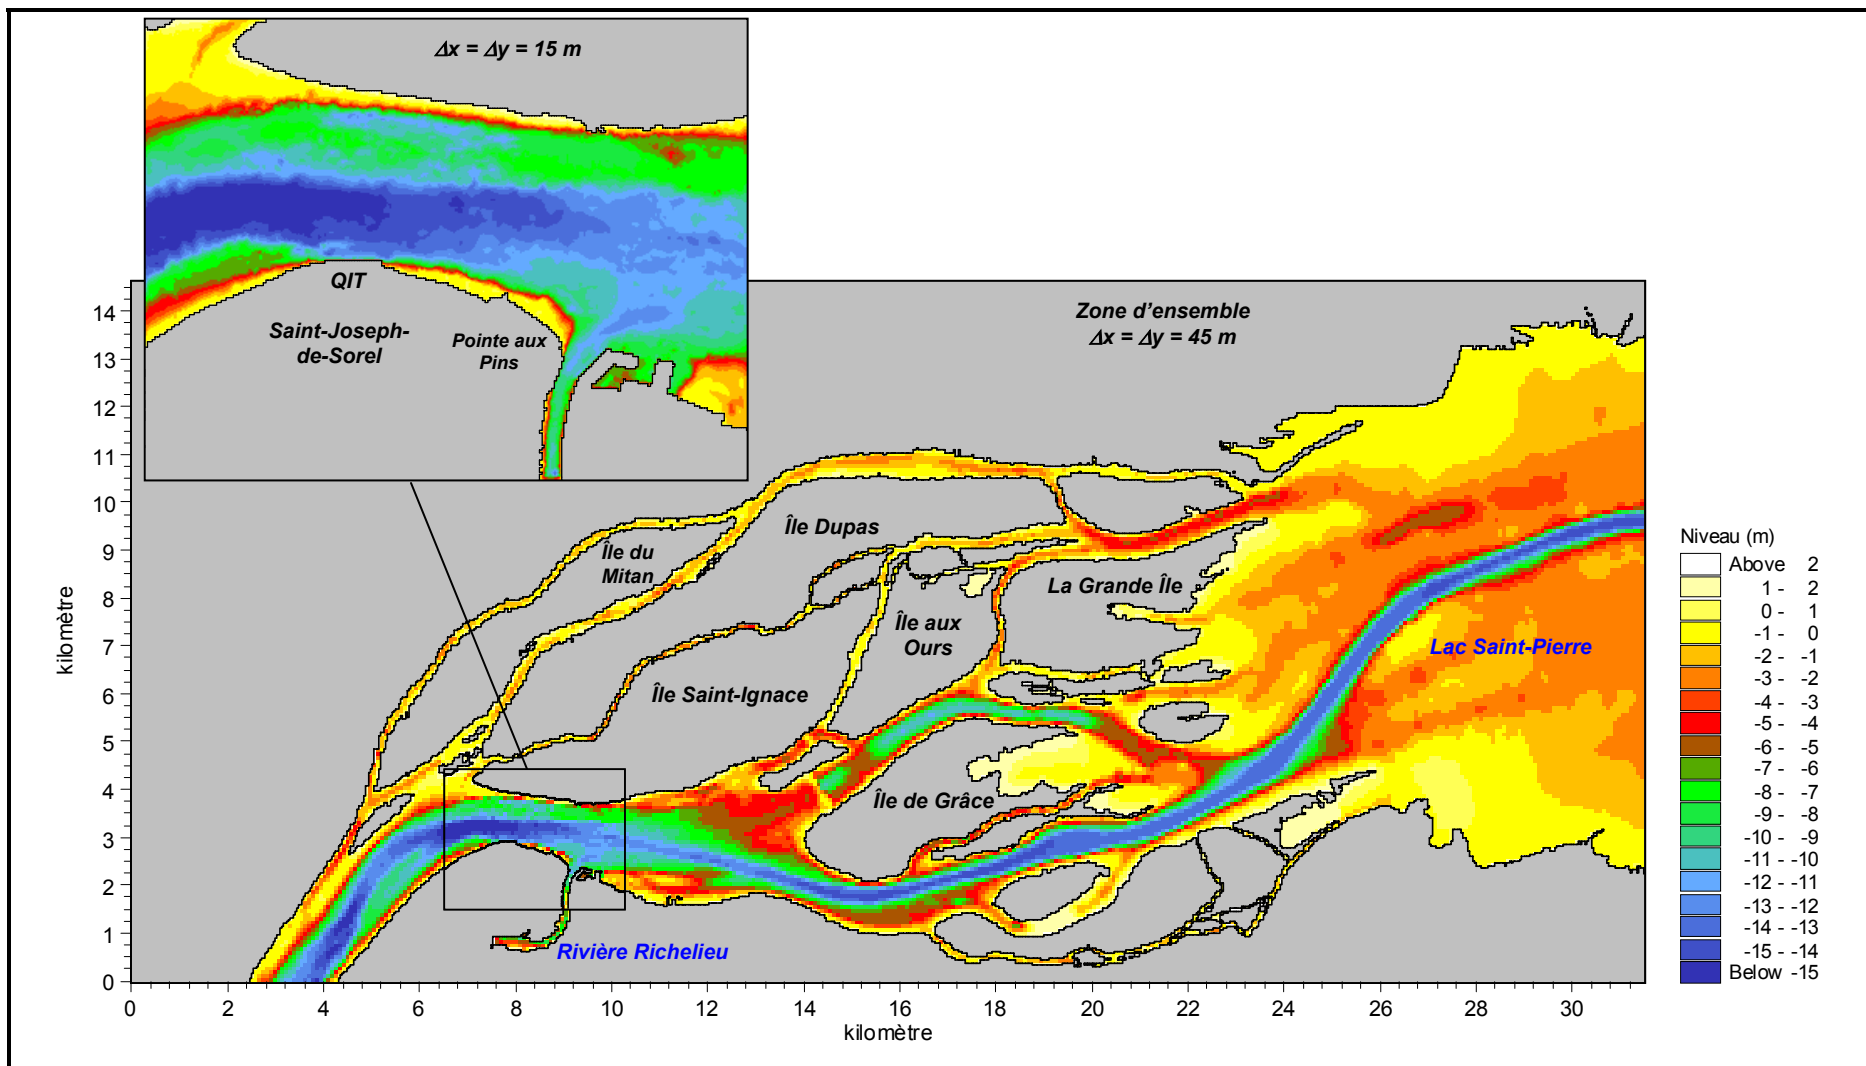 Δx = Δy = 15 m
QIT
Saint-Joseph-
de-Sorel
Pointe aux
Pins
Zone d'ensemble
Δx = Δy = 45 m
Île Dupas
Île du
Mitan
La Grande Île
Île aux
Ours
Lac Saint-Pierre
Île Saint-Ignace
Île de Grâce
Rivière Richelieu
kilomètre
14
13
12
11
10
9
8
7
6
5
4
3
2
1
0
0 2 4 6 8 10 12 14 16 18 20 22 24 26 28 30
kilomètre
Niveau (m)
Above 2
1 - 2
0 - 1
-1 - 0
-2 - -1
-3 - -2
-4 - -3
-5 - -4
-6 - -5
-7 - -6
-8 - -7
-9 - -8
-10 - -9
-11 - -10
-12 - -11
-13 - -12
-14 - -13
-15 - -14
Below -15